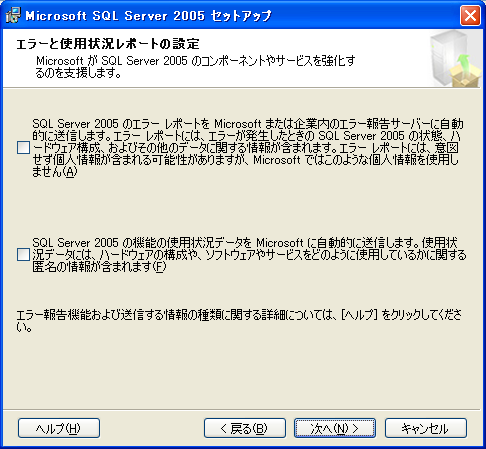 Microsoft SQL Server 2005 セットアップ
エラーと使用状況レポートの設定
Microsoft が SQL Server 2005 のコンポーネントやサービスを強化す
るのを支援します。
SQL Server 2005 のエラー レポートを Microsoft または企業内のエラー報告サーバーに自動
的に送信します。エラー レポートには、エラーが発生したときの SQL Server 2005 の状態、ハ
ードウェア構成、およびその他のデータに関する情報が含まれます。エラー レポートには、意図
せず個人情報が含まれる可能性がありますが、Microsoft ではこのような個人情報を使用し
ません(A)
SQL Server 2005 の機能の使用状況データを Microsoft に自動的に送信します。使用状
況データには、ハードウェアの構成や、ソフトウェアやサービスをどのように使用しているかに関する
匿名の情報が含まれます(F)
エラー報告機能および送信する情報の種類に関する詳細については、[ヘルプ] をクリックしてくださ
い。
ヘルプ(H)
< 戻る(B)
次へ(N) >
キャンセル